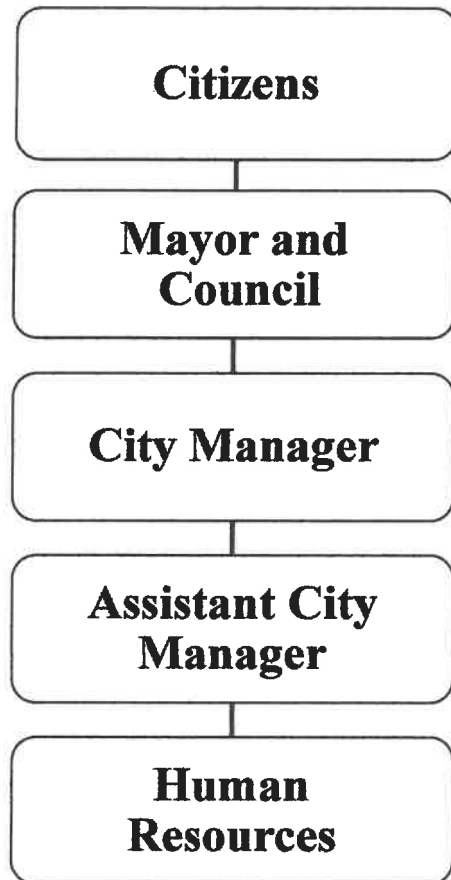 Citizens
Mayor and
Council
City Manager
Assistant City
Manager
Human
Resources